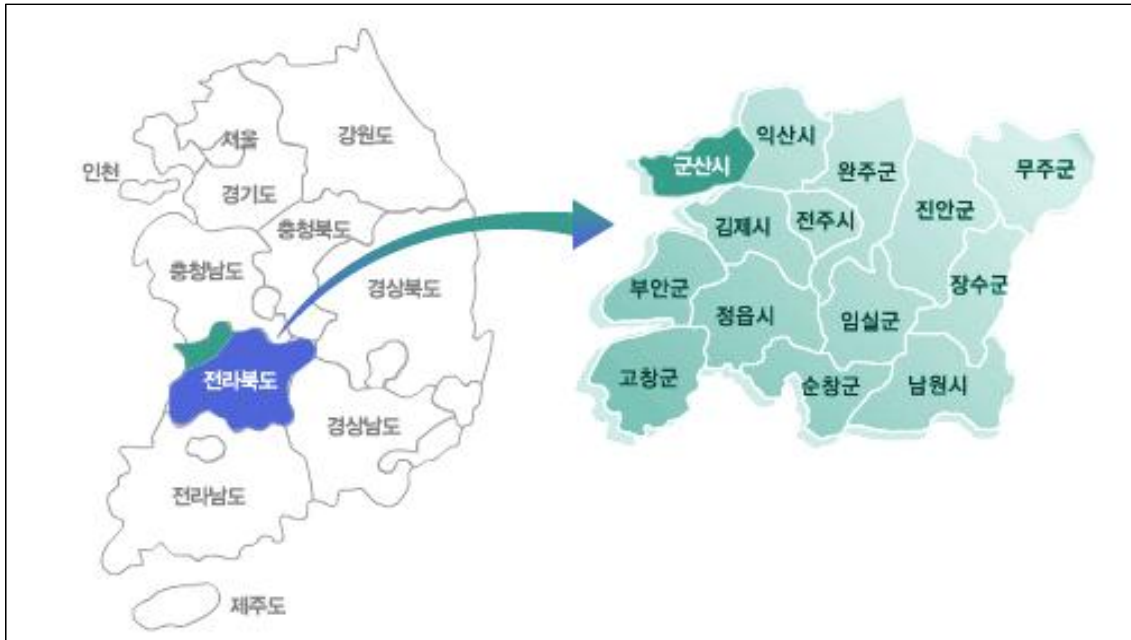 서울
강원도
인천
경기도
충청북도
충청남도
경상북도
전라북도
경상남도
전라남도
제주도
익산시
군산시
완주군
무주군
진안군
김제시
전주시
부안군
장수군
정읍시
임실군
고창군
순창군
남원시